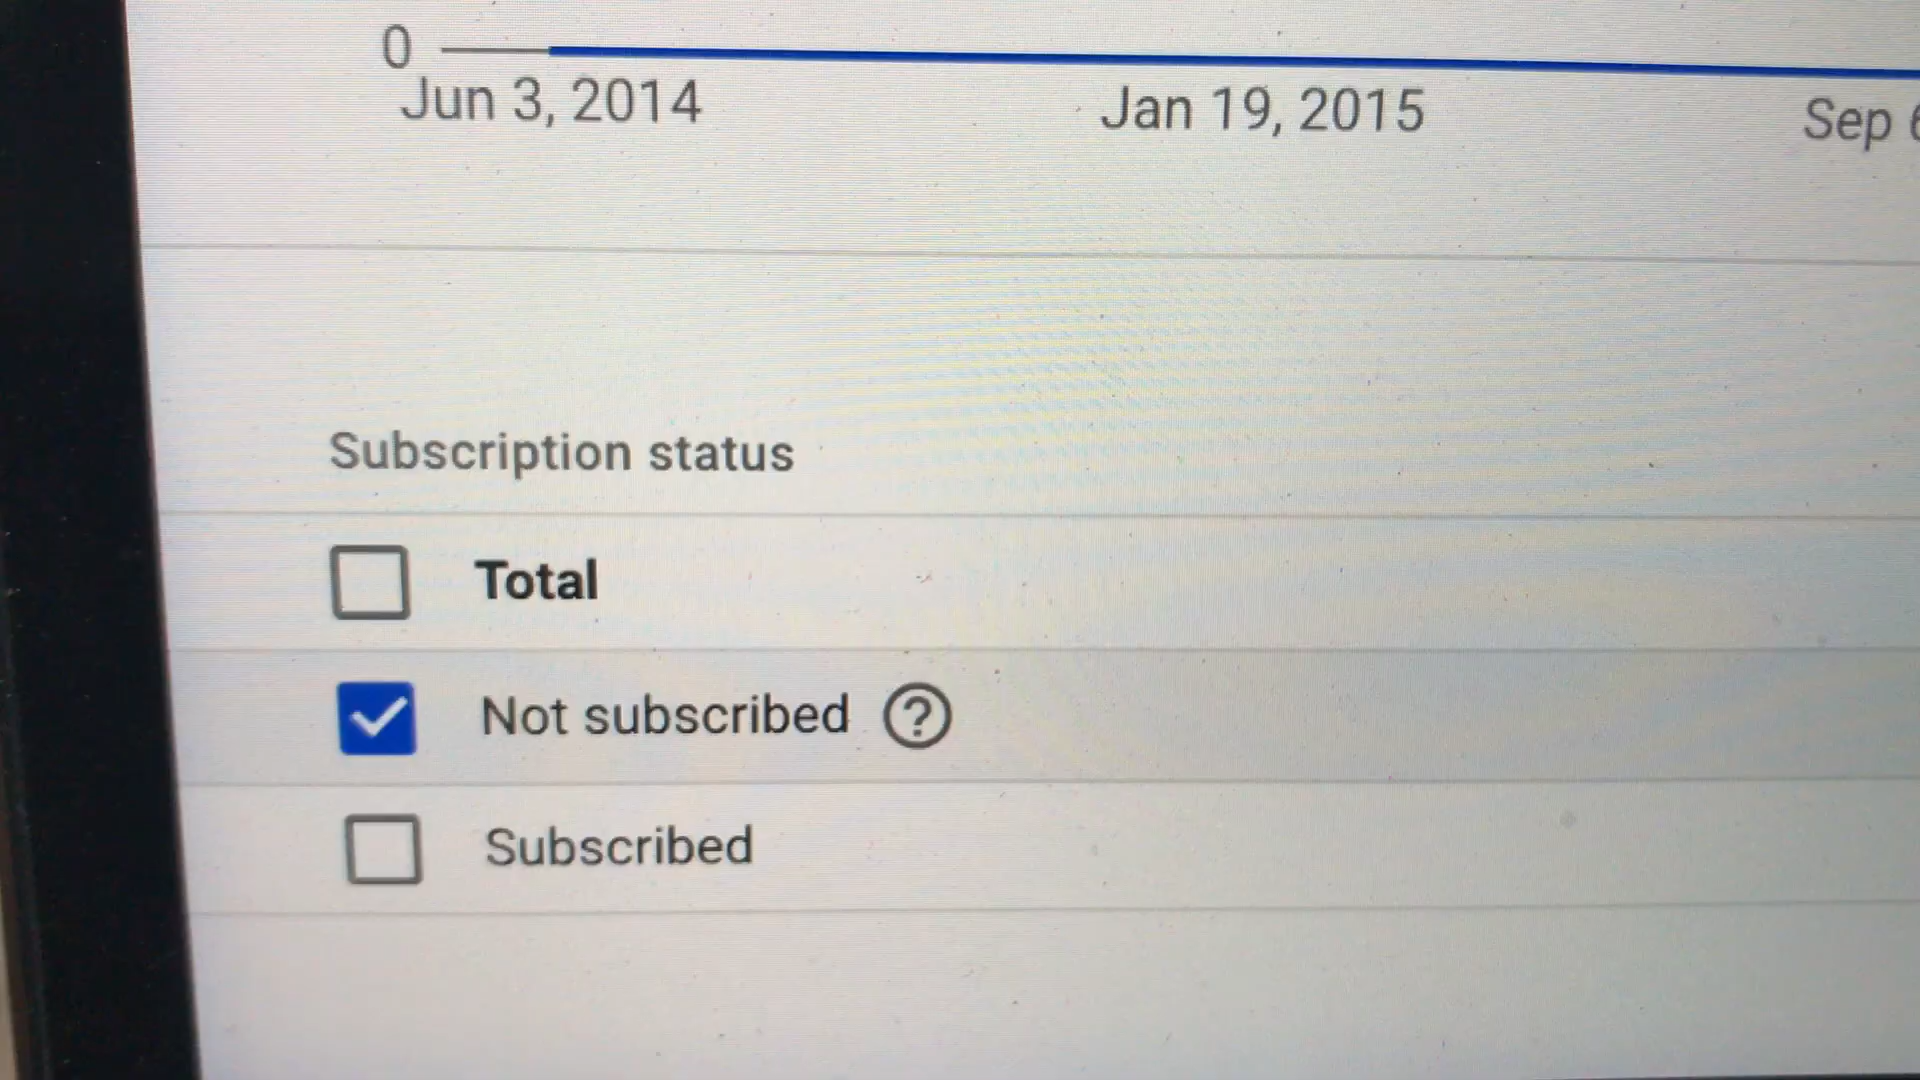 0
Jun 3, 2014 Jan 19, 2015 Sep
Subscription status
Total
Not subscribed ?
Subscribed